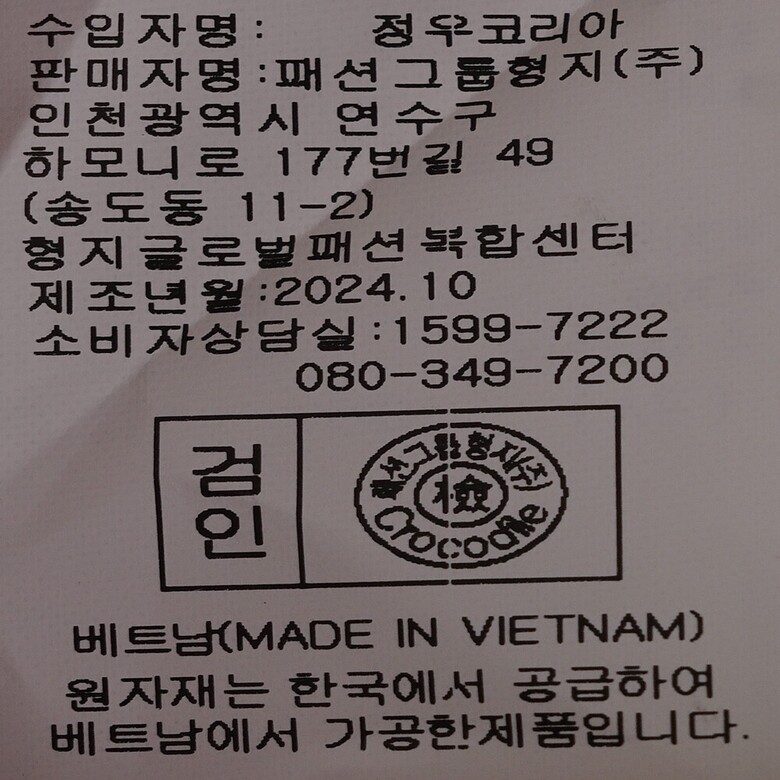 수입자명: 정우코리아
판매자명:패션그룹형지(주)
인천광역시 연수구
하모니로 177번길 49
(송도동 11-2)
형지글로벌패션복합센터
제조년월:2024.10
소비자상담실:1599-7222
080-349-7200
검인
패션그룹형지(주)
檢
Crocodile
베트남(MADE IN VIETNAM)
원자재는 한국에서 공급하여
베트남에서 가공한제품입니다.